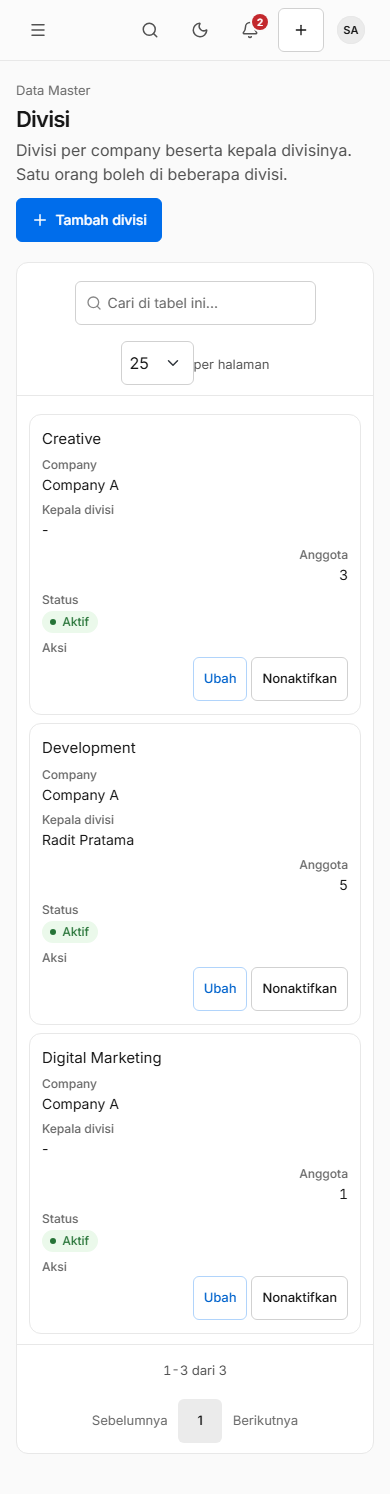 2
SA
Data Master
Divisi
Divisi per company beserta kepala divisinya.
Satu orang boleh di beberapa divisi.
Tambah divisi
Cari di tabel ini...
25 per halaman
Creative
Company
Company A
Kepala divisi
-
Anggota
3
Status
Aktif
Aksi
Ubah Nonaktifkan
Development
Company
Company A
Kepala divisi
Radit Pratama
Anggota
5
Status
Aktif
Aksi
Ubah Nonaktifkan
Digital Marketing
Company
Company A
Kepala divisi
-
Anggota
1
Status
Aktif
Aksi
Ubah Nonaktifkan
1-3 dari 3
Sebelumnya 1 Berikutnya